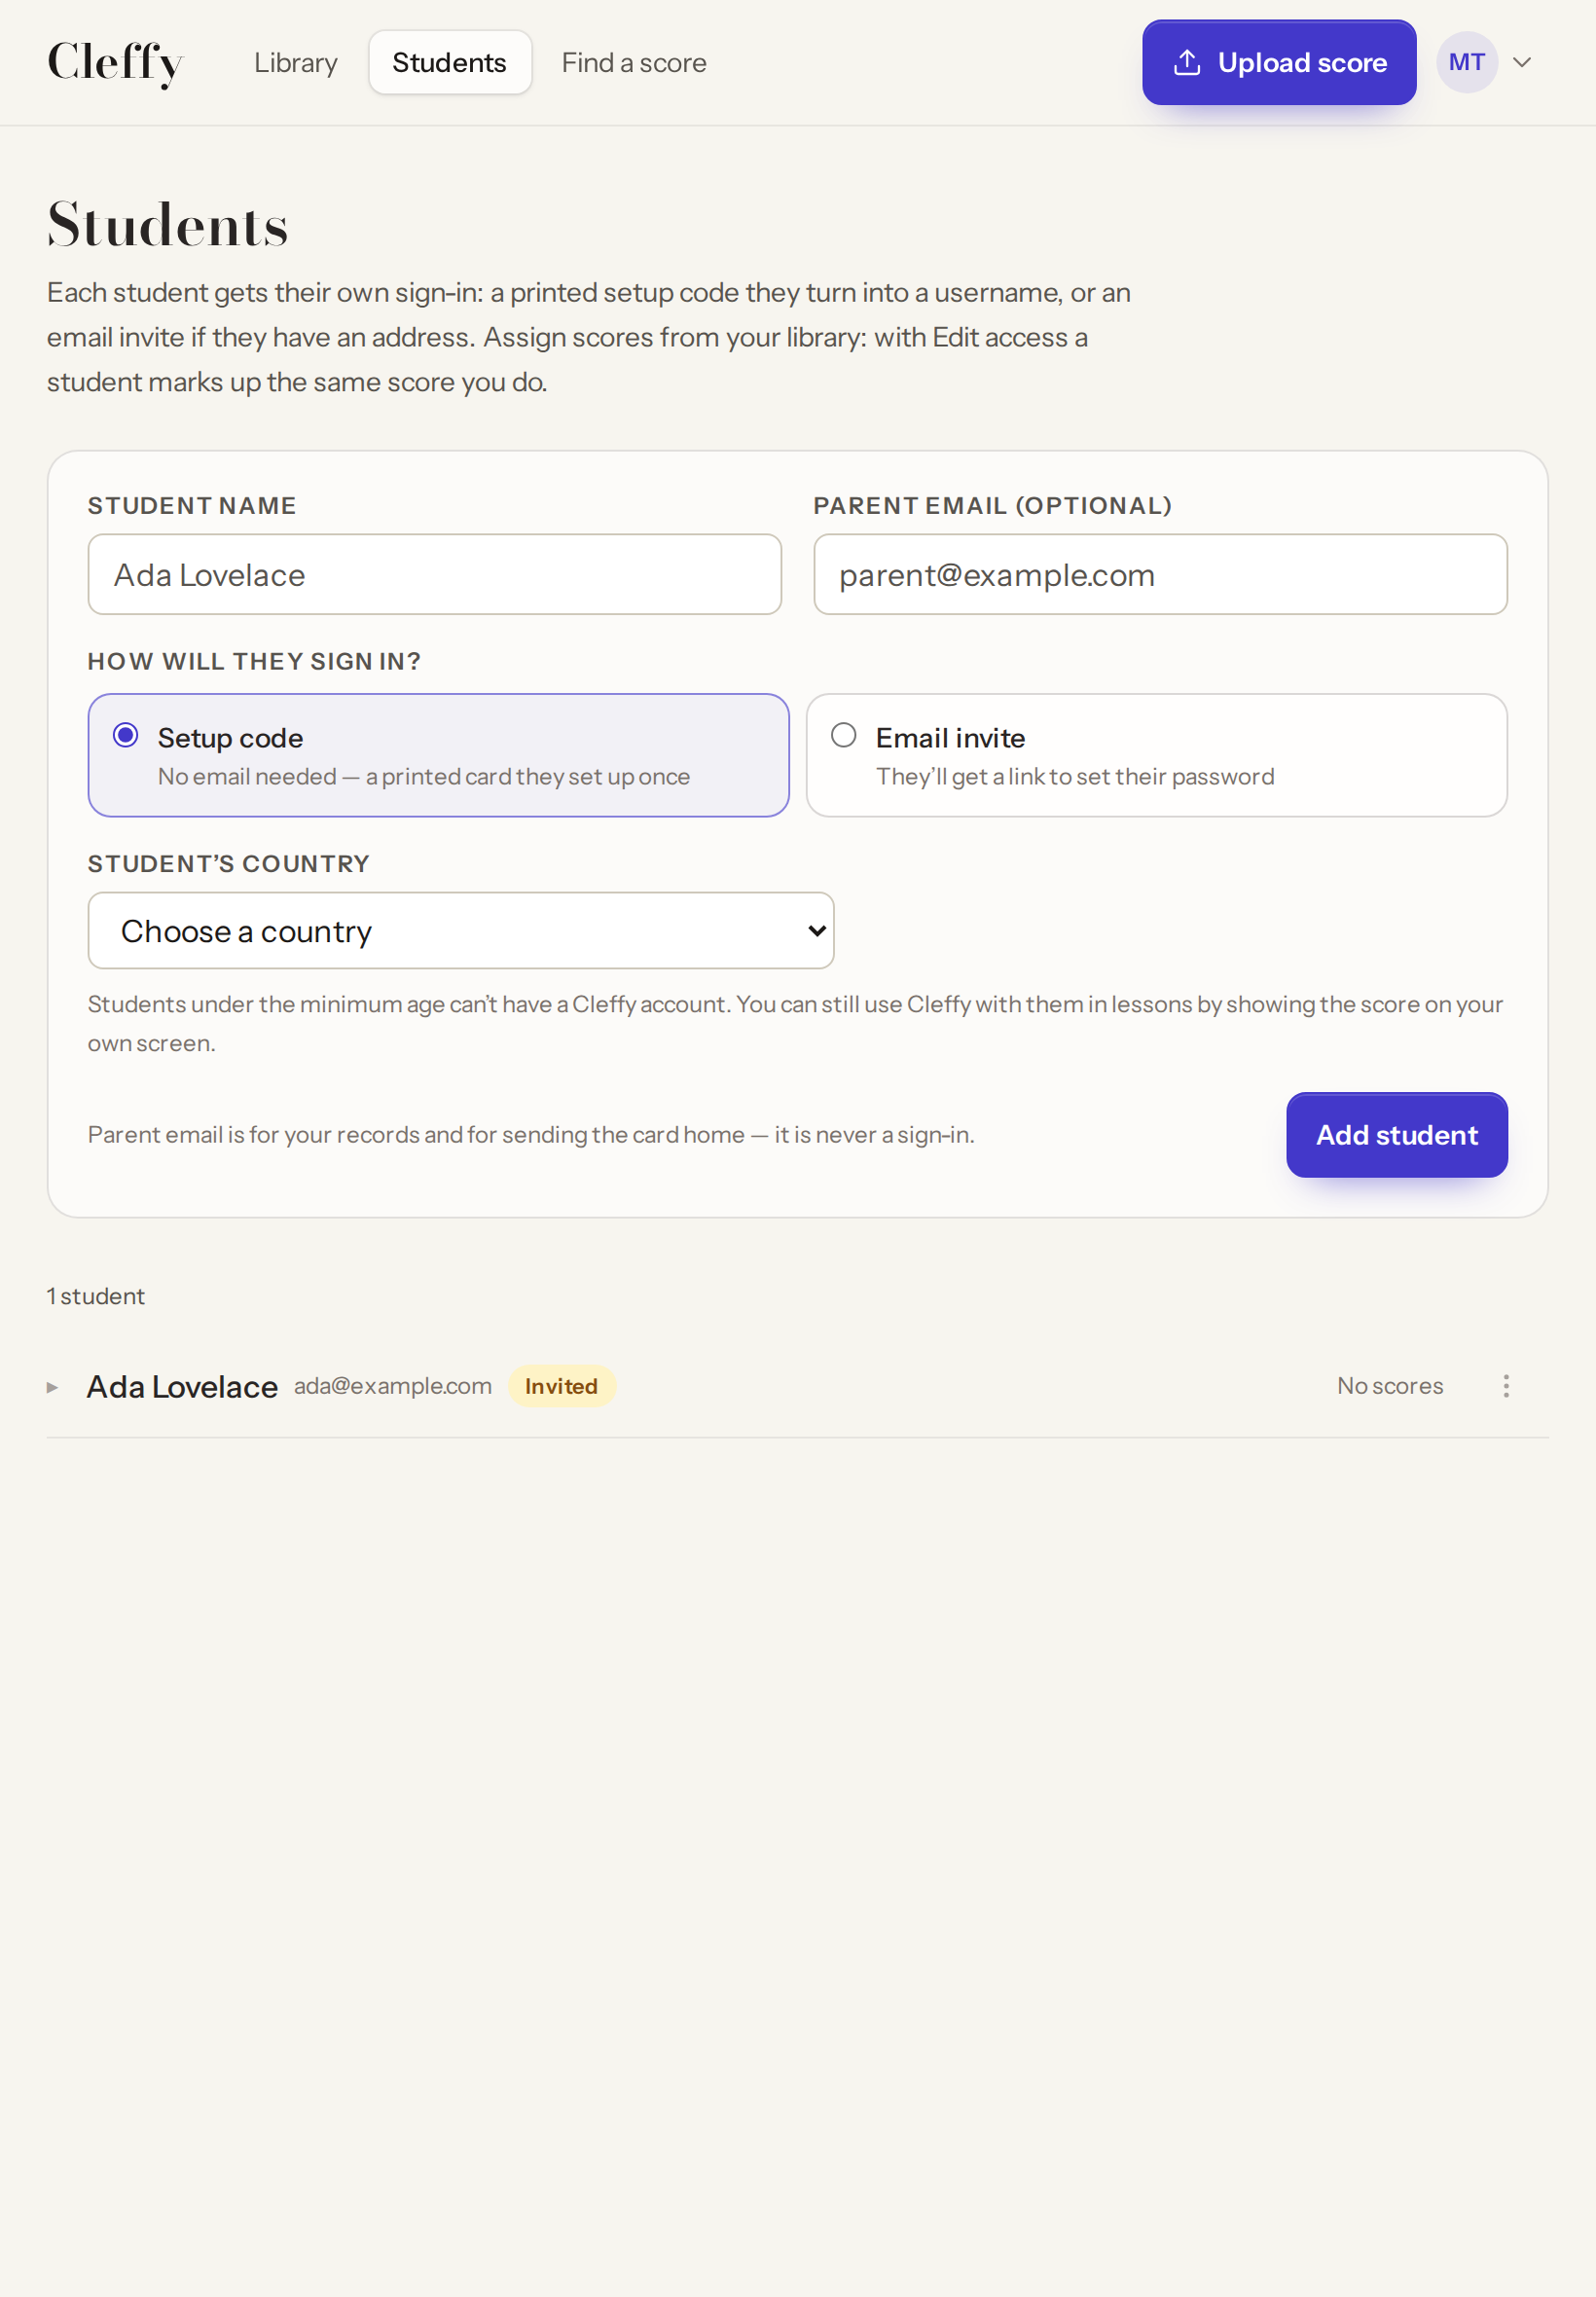 Cleffy
Library
Students
Find a score
Upload score
MT
Students
Each student gets their own sign-in: a printed setup code they turn into a username, or an
email invite if they have an address. Assign scores from your library: with Edit access a
student marks up the same score you do.
STUDENT NAME
PARENT EMAIL (OPTIONAL)
Ada Lovelace
parent@example.com
HOW WILL THEY SIGN IN?
Setup code
No email needed — a printed card they set up once
Email invite
They’ll get a link to set their password
STUDENT’S COUNTRY
Choose a country
Students under the minimum age can’t have a Cleffy account. You can still use Cleffy with them in lessons by showing the score on your
own screen.
Parent email is for your records and for sending the card home — it is never a sign-in.
Add student
1 student
Ada Lovelace ada@example.com Invited
No scores